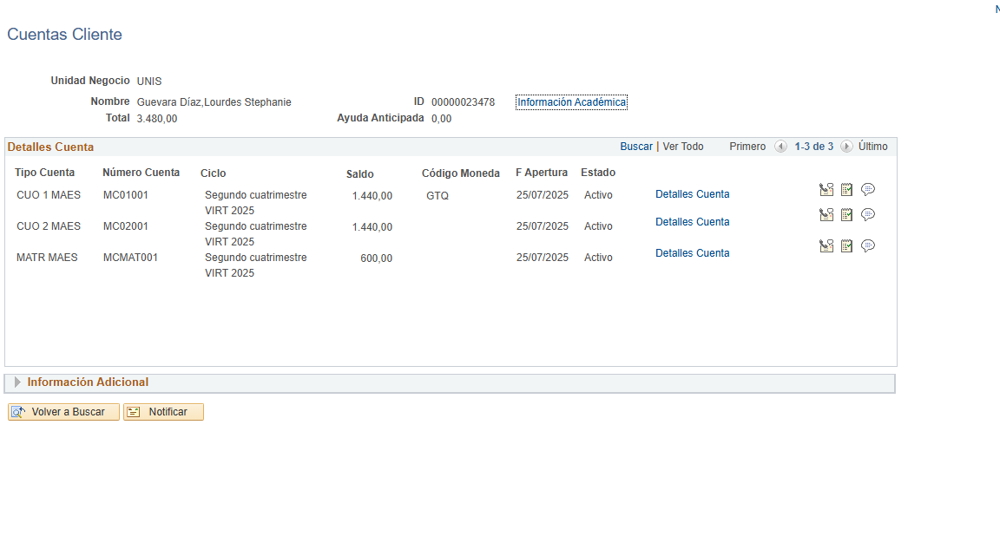 N
Cuentas Cliente
Unidad Negocio UNIS
Nombre Guevara Díaz,Lourdes Stephanie ID 00000023478 Información Académica
Total 3.480,00 Ayuda Anticipada 0,00
Detalles Cuenta Buscar | Ver Todo Primero 1-3 de 3 Último
Tipo Cuenta Número Cuenta Ciclo Saldo Código Moneda F Apertura Estado
CUO 1 MAES MC01001 Segundo cuatrimestre 1.440,00 GTQ 25/07/2025 Activo Detalles Cuenta
VIRT 2025
CUO 2 MAES MC02001 Segundo cuatrimestre 1.440,00 25/07/2025 Activo Detalles Cuenta
VIRT 2025
MATR MAES MCMAT001 Segundo cuatrimestre 600,00 25/07/2025 Activo Detalles Cuenta
VIRT 2025
Información Adicional
Volver a Buscar Notificar